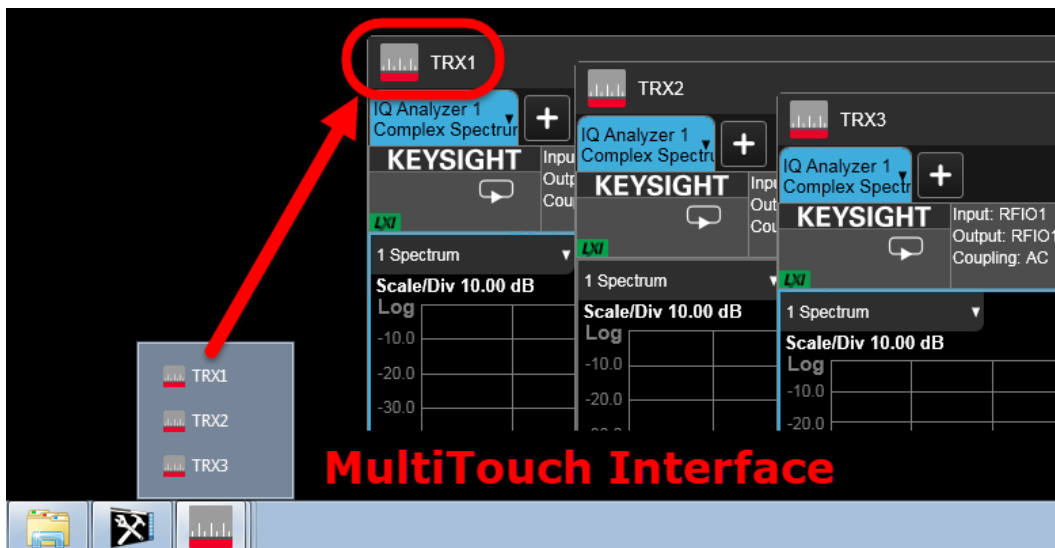 TRX1
IQ Analyzer 1
Complex Spectrur
+
KEYSIGHT
Inpu
Outp
Cou
LXI
1 Spectrum
Scale/Div 10.00 dB
Log
-10.0
-20.0
-30.0
TRX2
IQ Analyzer 1
Complex Spectru
+
KEYSIGHT
Inpu
Out
Cou
LXI
1 Spectrum
Scale/Div 10.00 dB
Log
-10.0
-20.0
TRX3
IQ Analyzer 1
Complex Spectr
+
KEYSIGHT
Input: RFIO1
Output: RFIO1
Coupling: AC
LXI
1 Spectrum
Scale/Div 10.00 dB
Log
-10.0
-20.0
TRX1
TRX2
TRX3
MultiTouch Interface